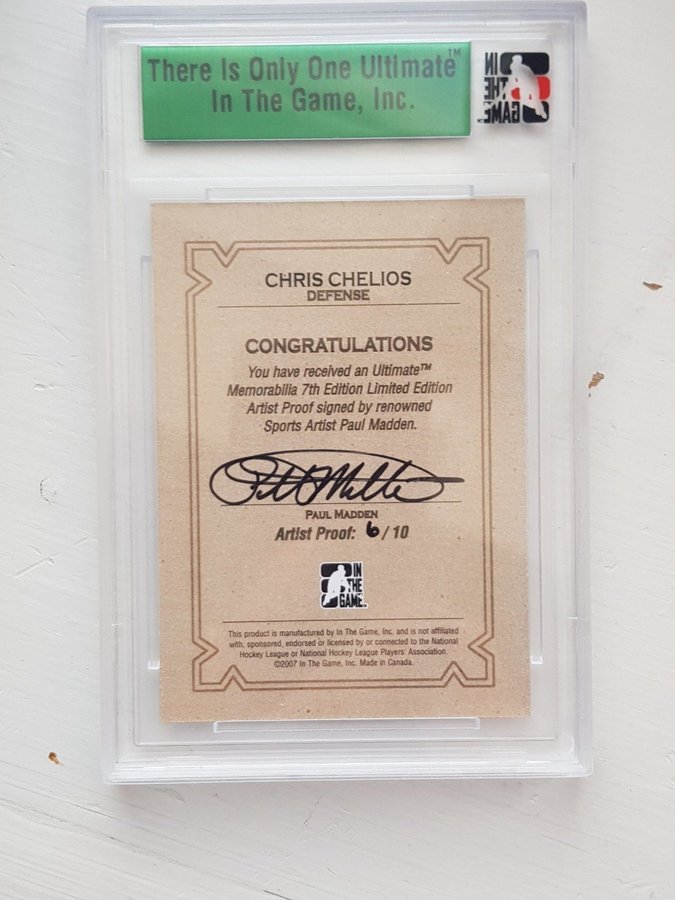 There Is Only One Ultimate™
In The Game, Inc.
IN
THE
GAME
CHRIS CHELIOS
DEFENSE
CONGRATULATIONS
You have received an Ultimate™
Memorabilia 7th Edition Limited Edition
Artist Proof signed by renowned
Sports Artist Paul Madden.
PAUL MADDEN
Artist Proof: 6/10
IN
THE
GAME
This product is manufactured by In The Game, Inc. and is not affiliated
with, sponsored, endorsed or licensed by or connected to the National
Hockey League or National Hockey League Players' Association.
©2007 In The Game, Inc. Made in Canada.